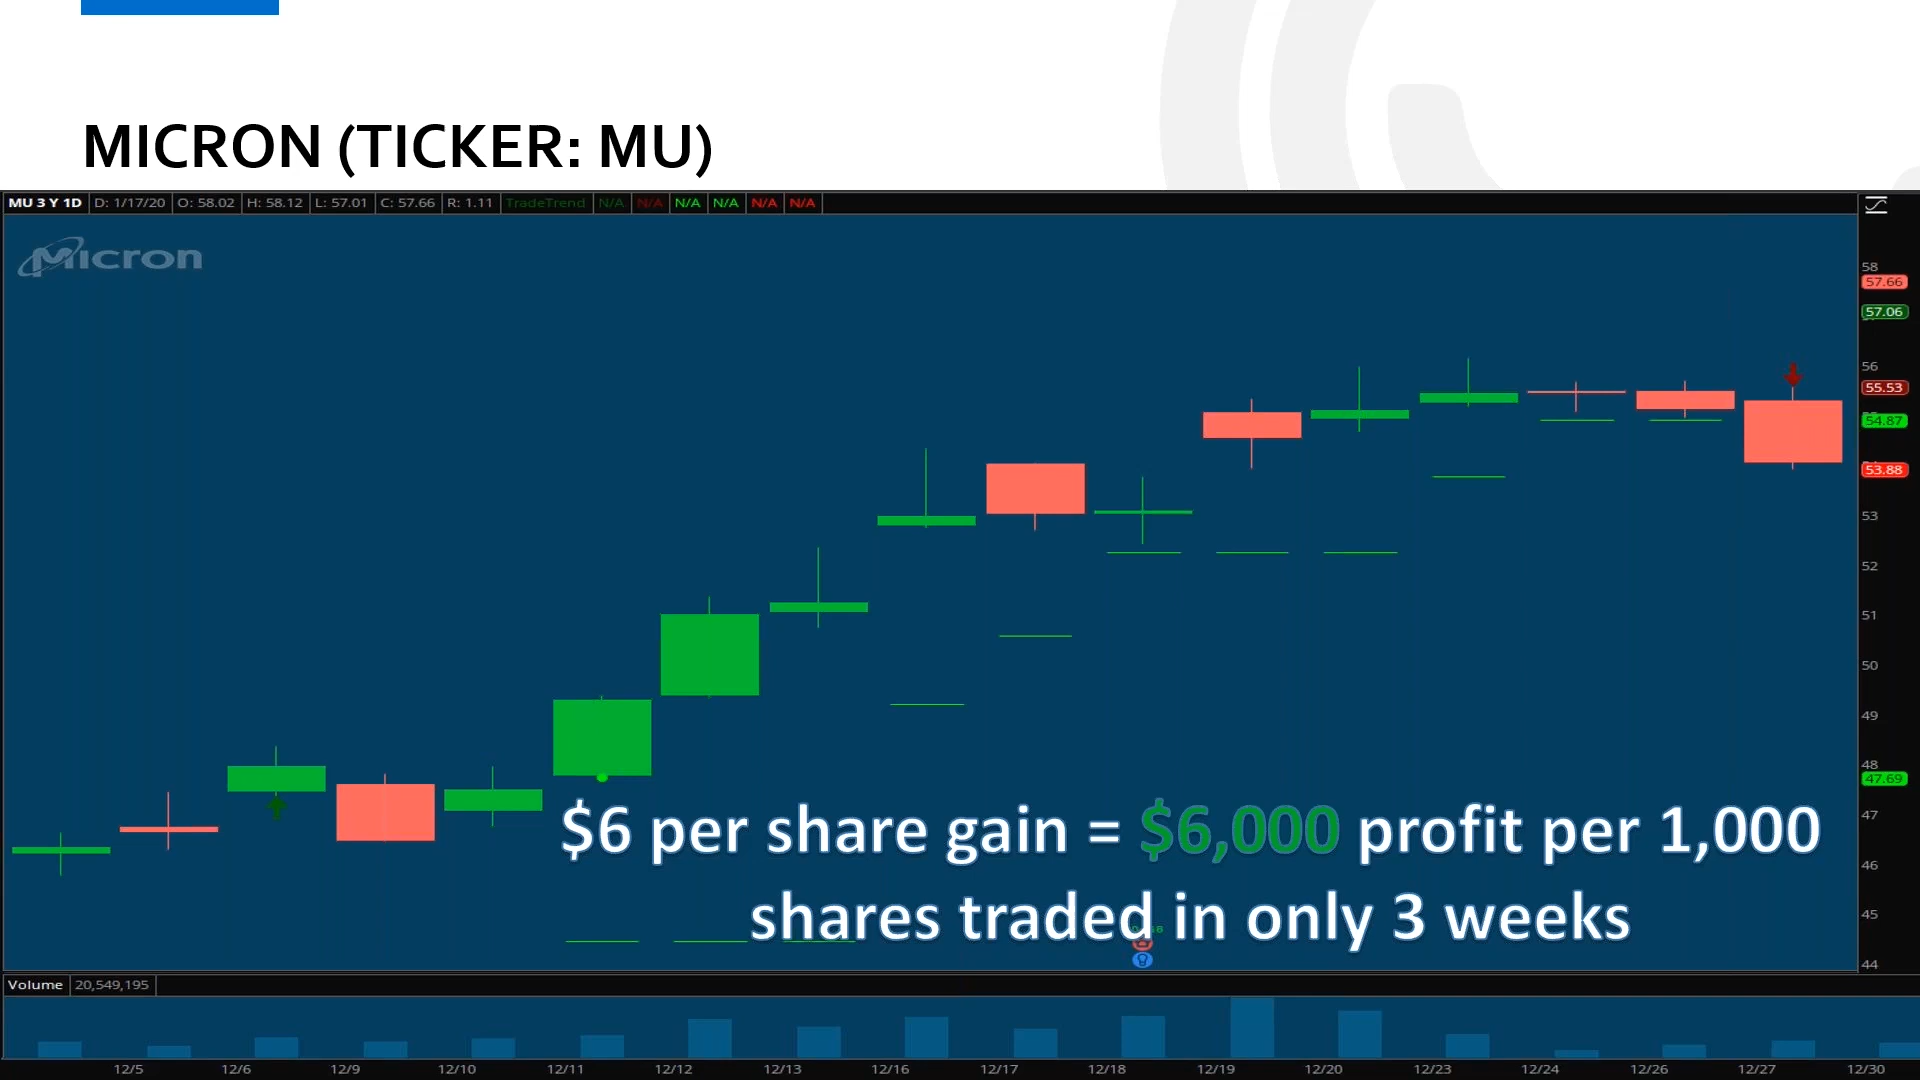 MICRON (TICKER: MU)
MU 3 Y 1D D: 1/17/20 O: 58.02 H: 58.12 L: 57.01 C: 57.66 R: 1.11 TradeTrend N/A N/A N/A N/A N/A N/A
Micron
58
57.66
57.06
56
55.53
54.87
53.88
53
52
51
50
49
48
47.69
47
46
45
44
$6 per share gain = $6,000 profit per 1,000
shares traded in only 3 weeks
Volume 20,549,195
12/5 12/6 12/9 12/10 12/11 12/12 12/13 12/16 12/17 12/18 12/19 12/20 12/23 12/24 12/26 12/27 12/30